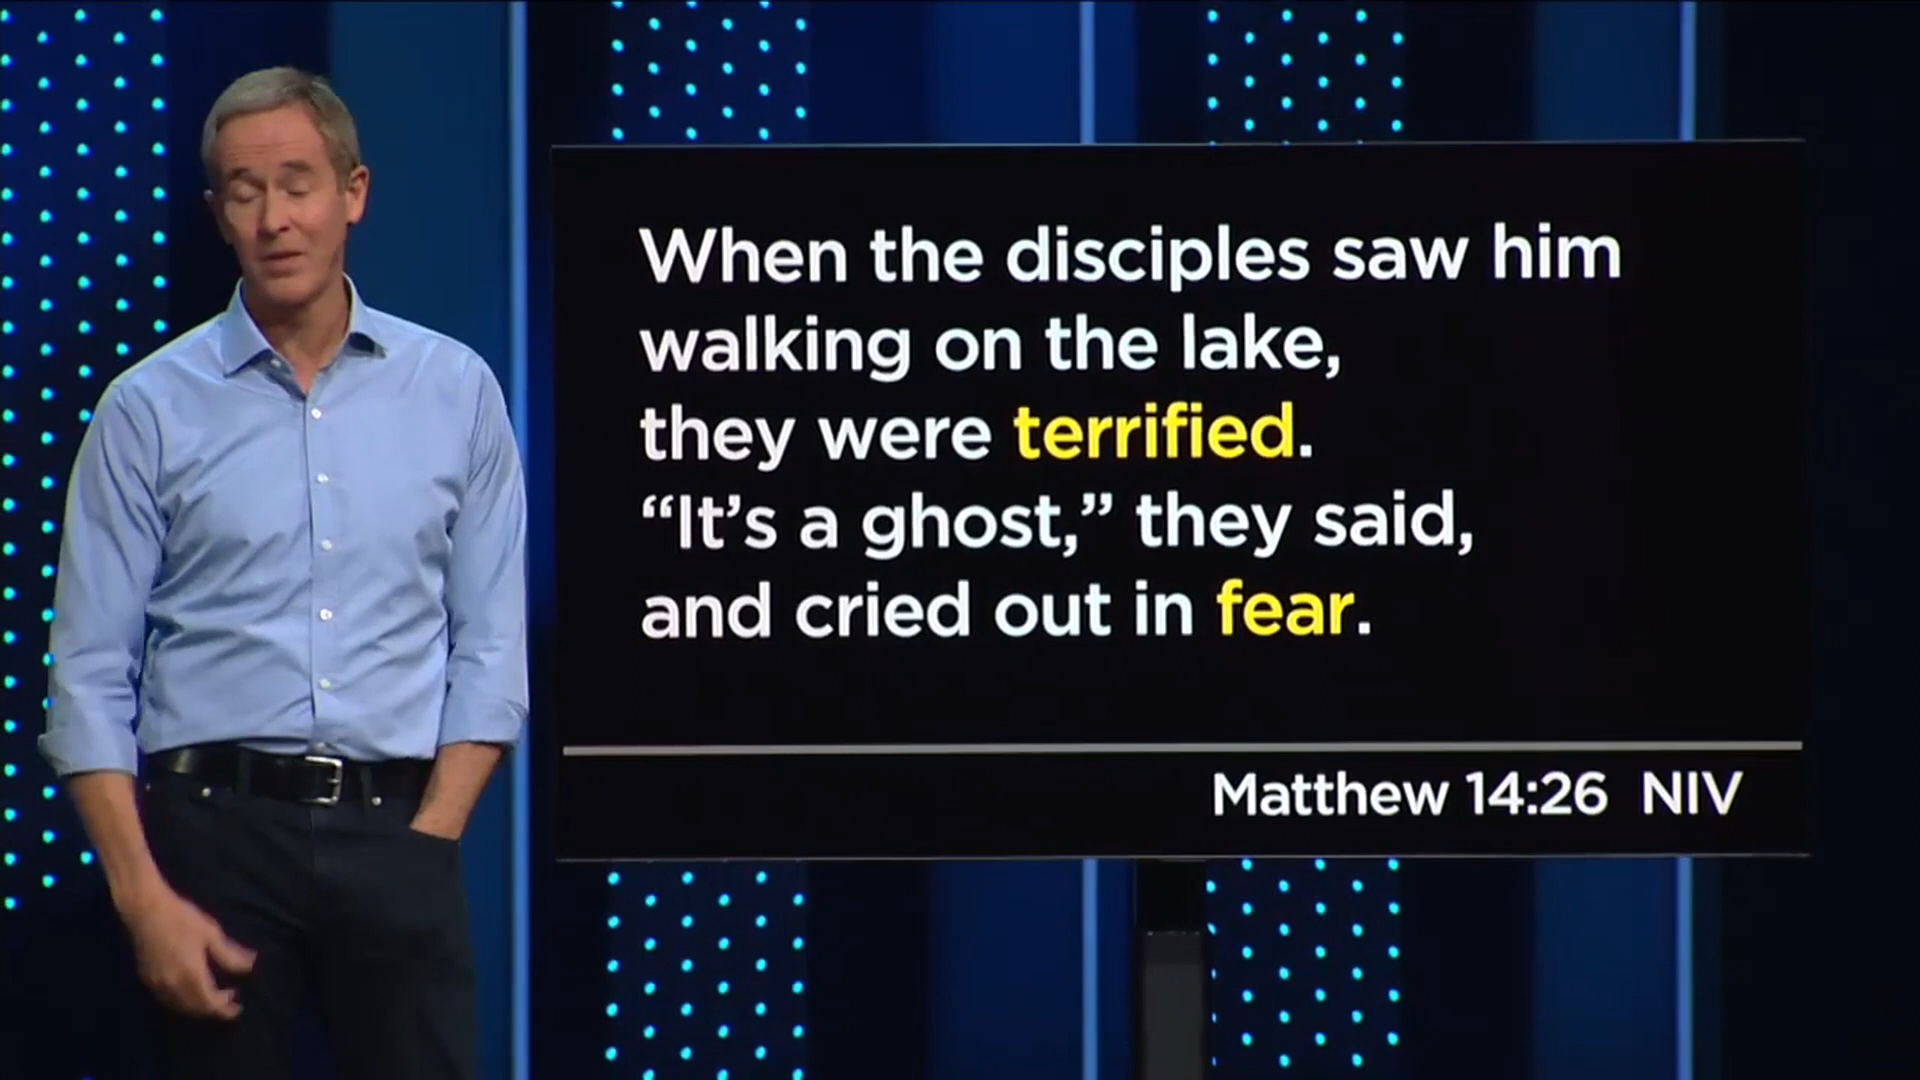 When the disciples saw him
walking on the lake,
they were terrified.
“It’s a ghost,” they said,
and cried out in fear.
Matthew 14:26 NIV